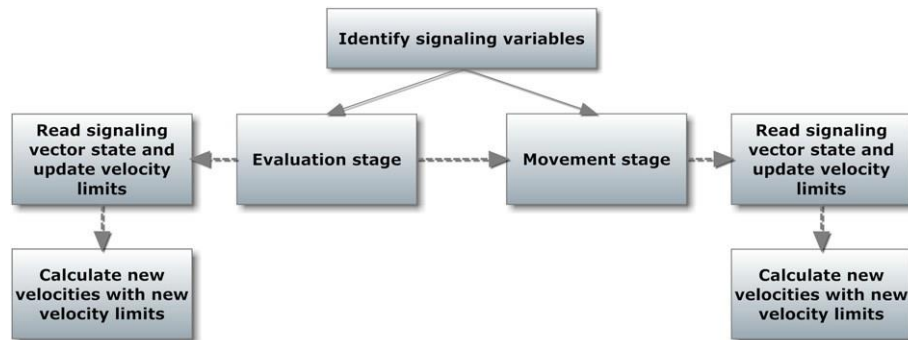 Identify signaling variables
Read signaling
vector state and
update velocity
limits
Evaluation stage
Movement stage
Read signaling
vector state and
update velocity
limits
Calculate new
velocities with new
velocity limits
Calculate new
velocities with new
velocity limits